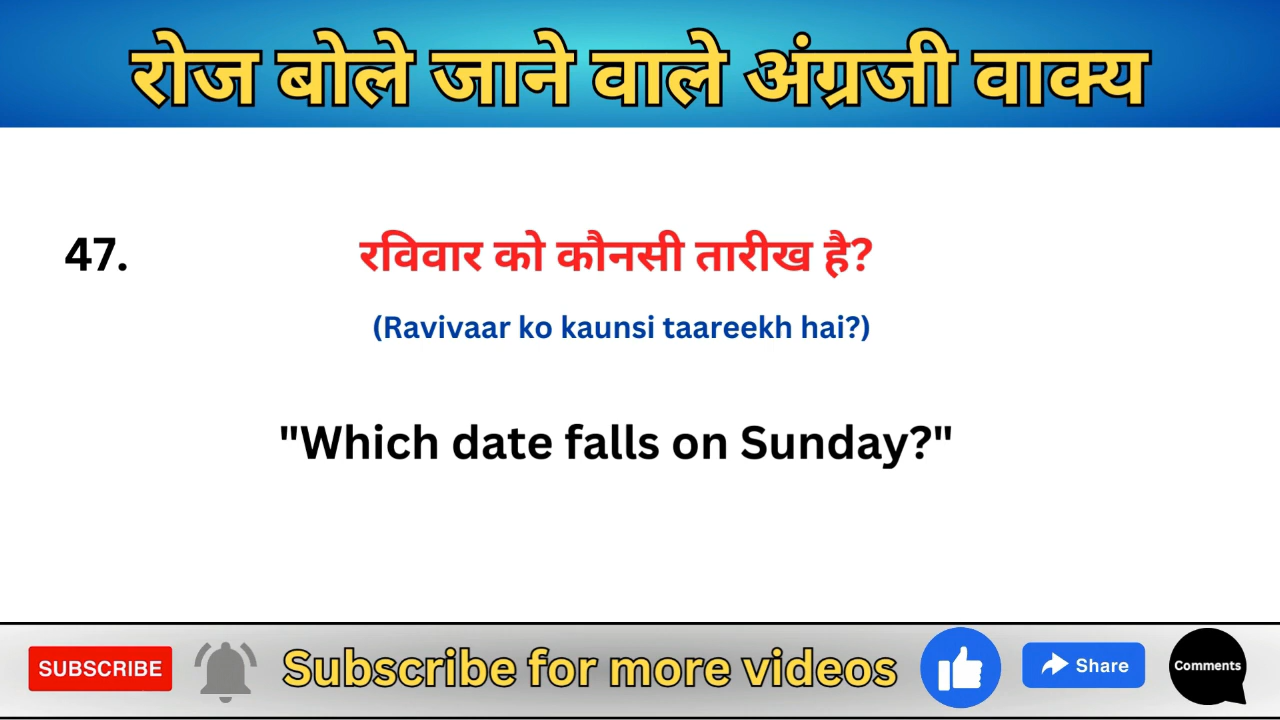 रोज बोले जाने वाले अंग्रजी वाक्य
47. रविवार को कौनसी तारीख है?
(Ravivaar ko kaunsi taareekh hai?)
"Which date falls on Sunday?"
SUBSCRIBE Subscribe for more videos Share Comments